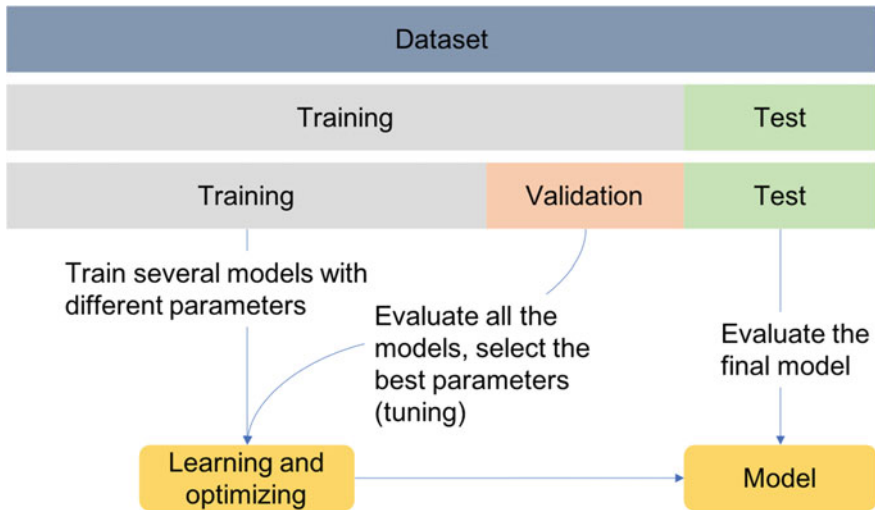 Dataset
Training
Test
Training
Validation
Test
Train several models with
different parameters
Evaluate all the
models, select the
best parameters
(tuning)
Evaluate the
final model
Learning and
optimizing
Model